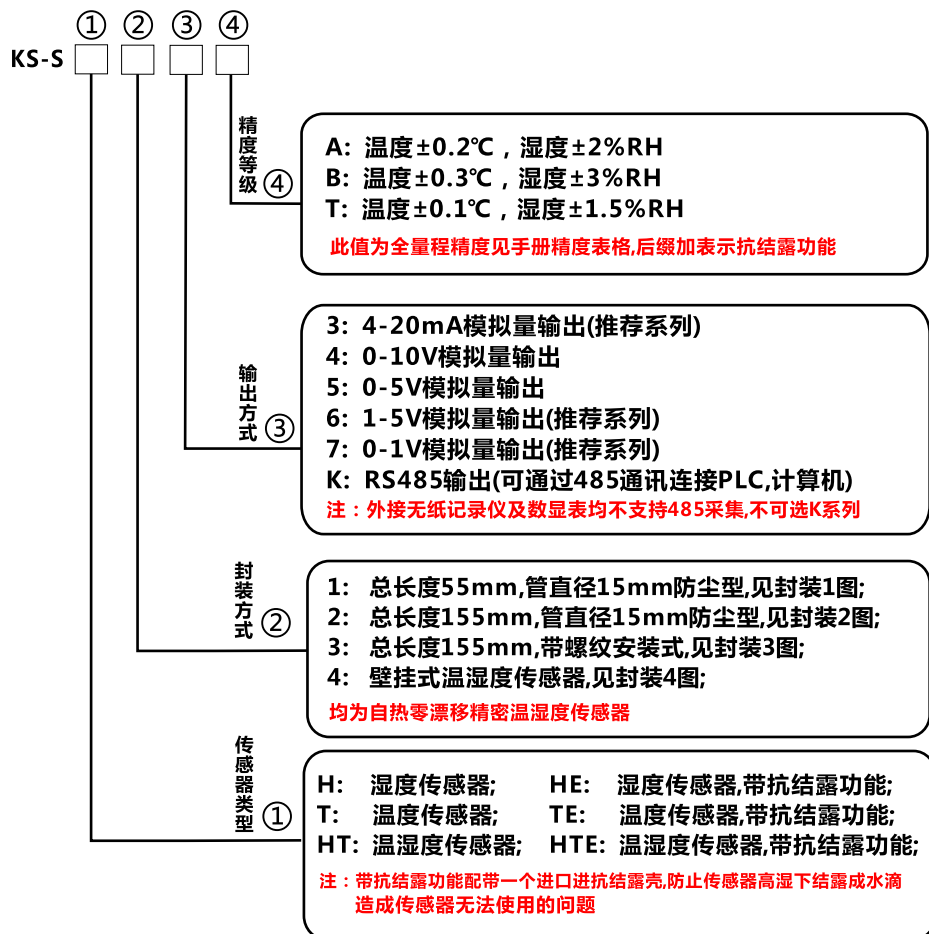 ① ② ③ ④
KS-S
精度等级 ④
A: 温度±0.2℃，湿度±2%RH
B: 温度±0.3℃，湿度±3%RH
T: 温度±0.1℃，湿度±1.5%RH
此值为全量程精度见手册精度表格,后缀加表示抗结露功能
输出方式 ③
3: 4-20mA模拟量输出(推荐系列)
4: 0-10V模拟量输出
5: 0-5V模拟量输出
6: 1-5V模拟量输出(推荐系列)
7: 0-1V模拟量输出(推荐系列)
K: RS485输出(可通过485通讯连接PLC,计算机)
注：外接无纸记录仪及数显表均不支持485采集,不可选K系列
封装方式 ②
1: 总长度55mm,管直径15mm防尘型,见封装1图;
2: 总长度155mm,管直径15mm防尘型,见封装2图;
3: 总长度155mm,带螺纹安装式,见封装3图;
4: 壁挂式温湿度传感器,见封装4图;
均为自热零漂移精密温湿度传感器
传感器类型 ①
H: 湿度传感器; HE: 湿度传感器,带抗结露功能;
T: 温度传感器; TE: 温度传感器,带抗结露功能;
HT: 温湿度传感器; HTE: 温湿度传感器,带抗结露功能;
注：带抗结露功能配带一个进口进抗结露壳,防止传感器高湿下结露成水滴
造成传感器无法使用的问题